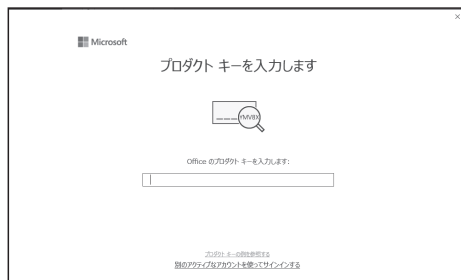 Microsoft
プロダクト キーを入力します
___YMV8X
Office のプロダクト キーを入力します:
プロダクト キーの例を参照する
別のアクティブなアカウントを使ってサインインする